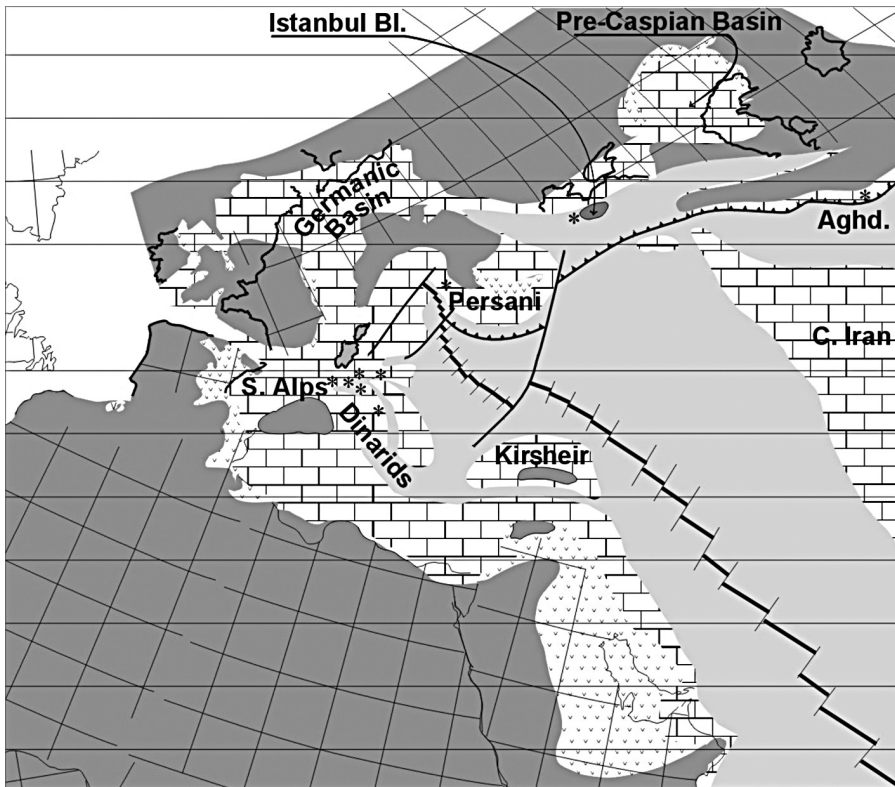 Istanbul Bl.
Pre-Caspian Basin
Germanic
Basin
Aghd.
Persani
C. Iran
S. Alps
Dinarids
Kirsheir